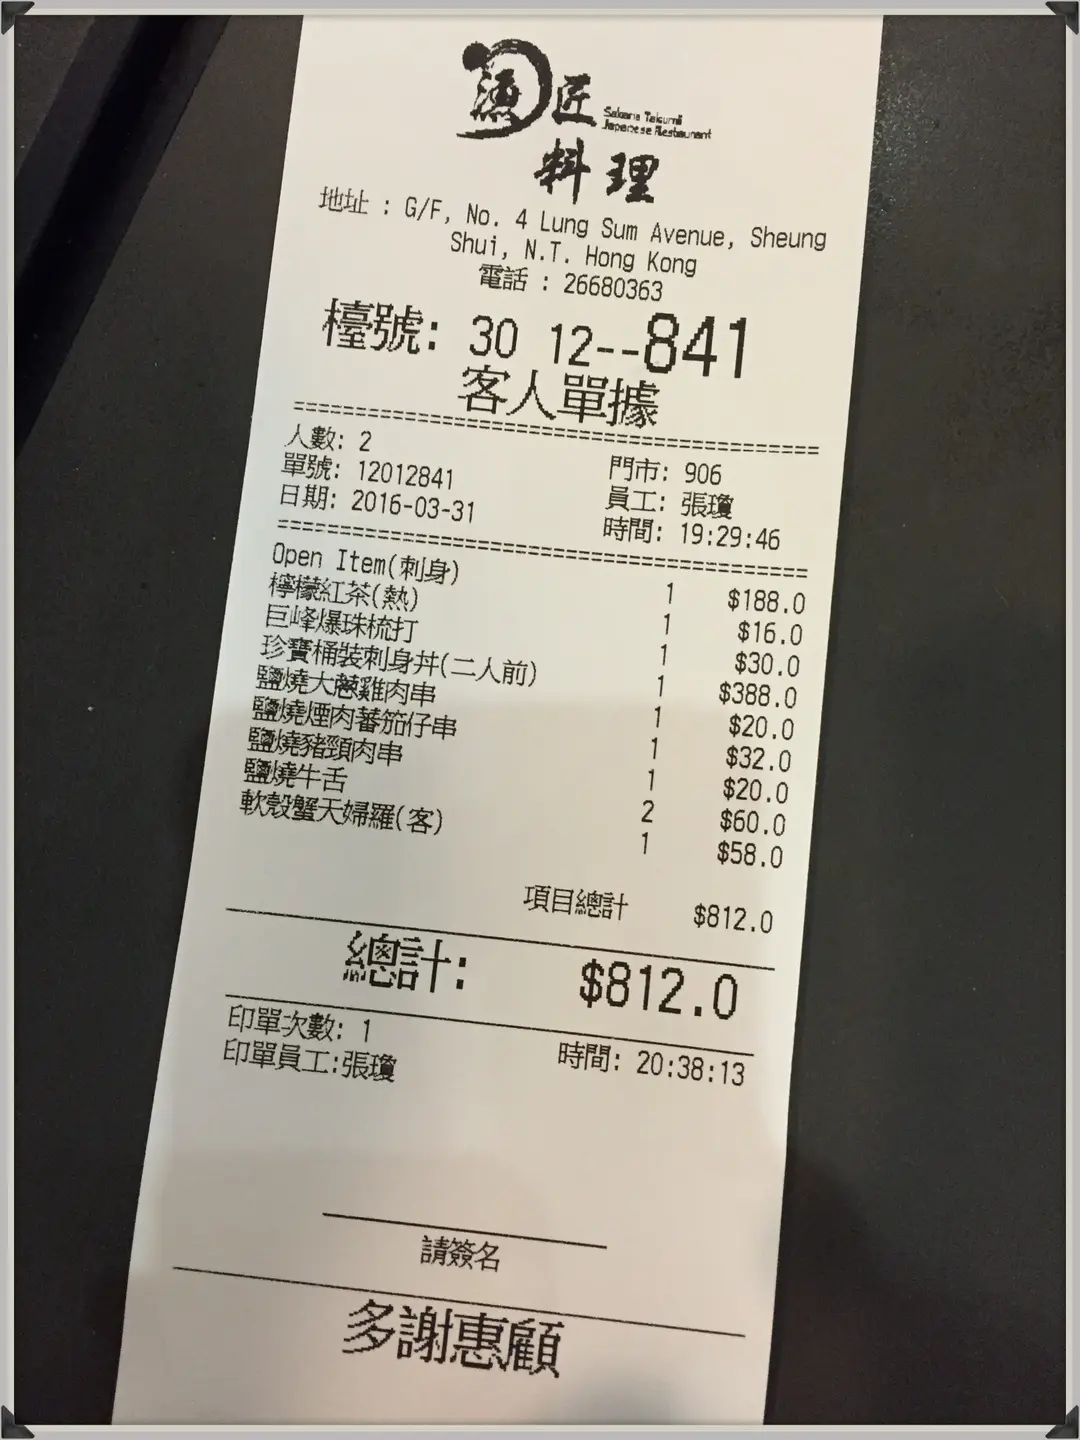 漁匠
Sakana Takumi
Japanese Restaurant
料理
地址 : G/F, No. 4 Lung Sum Avenue, Sheung
Shui, N.T. Hong Kong
電話 : 26680363
檯號: 30 12--841
客人單據
人數: 2 門市: 906
單號: 12012841 員工: 張瓊
日期: 2016-03-31 時間: 19:29:46
Open Item(刺身) 1 $188.0
檸檬紅茶(熱) 1 $16.0
巨峰爆珠梳打 1 $30.0
珍寶桶裝刺身丼(二人前) 1 $388.0
鹽燒大蔥雞肉串 1 $20.0
鹽燒煙肉蕃茄仔串 1 $32.0
鹽燒豬頸肉串 1 $20.0
鹽燒牛舌 2 $60.0
軟殼蟹天婦羅(客) 1 $58.0
項目總計 $812.0
總計: $812.0
印單次數: 1
印單員工:張瓊 時間: 20:38:13
請簽名
多謝惠顧